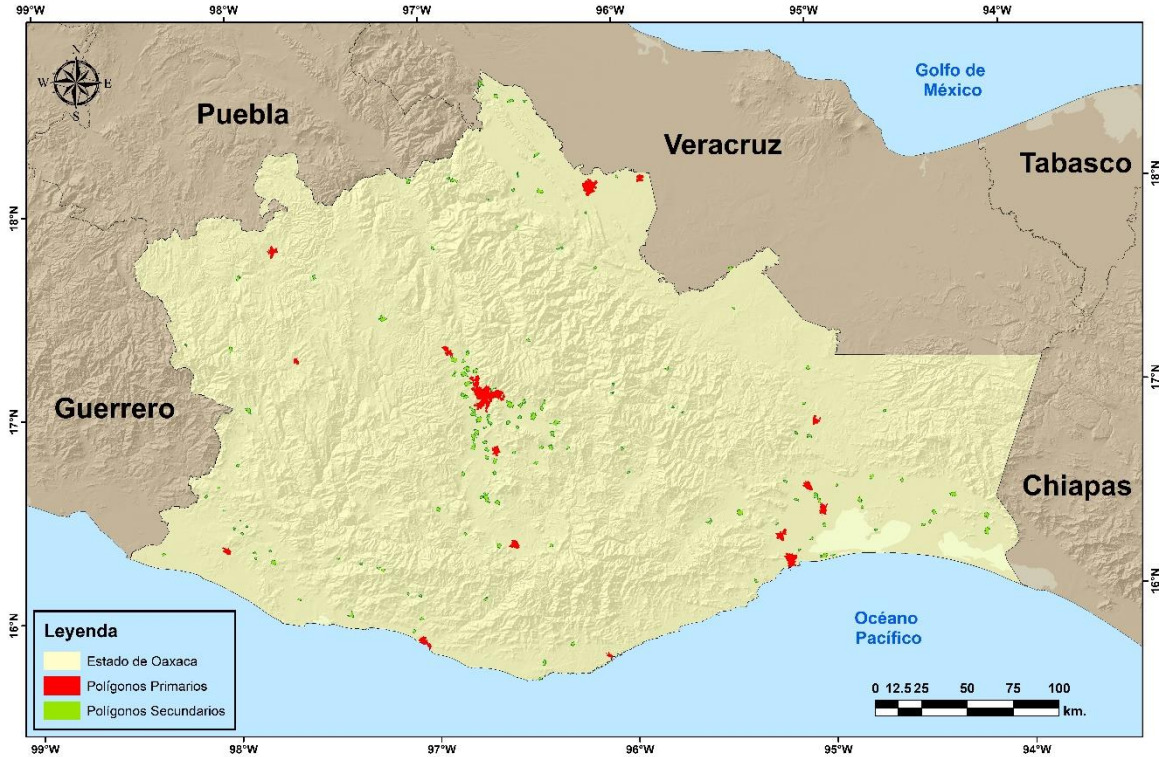 99°W
98°W
97°W
96°W
95°W
94°W
N
W
E
S
Golfo de
México
Puebla
Veracruz
Tabasco
18°N
18°N
17°N
Guerrero
17°N
Chiapas
16°N
16°N
Océano
Pacífico
Leyenda
Estado de Oaxaca
Polígonos Primarios
Polígonos Secundarios
0 12.5 25 50 75 100
km.
99°W
98°W
97°W
96°W
95°W
94°W